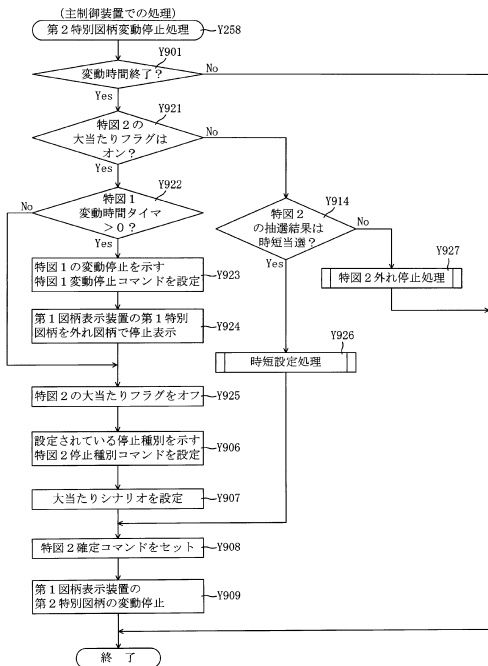 (主制御装置での処理)
第2特別図柄変動停止処理
Y258
Y901
変動時間終了？
No
Yes
Y921
特図2の
大当たりフラグは
オン？
No
Yes
Y922
特図1
変動時間タイマ
＞0？
No
Yes
Y914
特図2
の抽選結果は
時短当選？
No
Yes
Y923
特図1の変動停止を示す
特図1変動停止コマンドを設定
Y927
特図2外れ停止処理
第1図柄表示装置の第1特別
図柄を外れ図柄で停止表示
Y924
Y926
時短設定処理
特図2の大当たりフラグをオフ
Y925
設定されている停止種別を示す
特図2停止種別コマンドを設定
Y906
大当たりシナリオを設定
Y907
特図2確定コマンドをセット
Y908
第1図柄表示装置の
第2特別図柄の変動停止
Y909
終 了